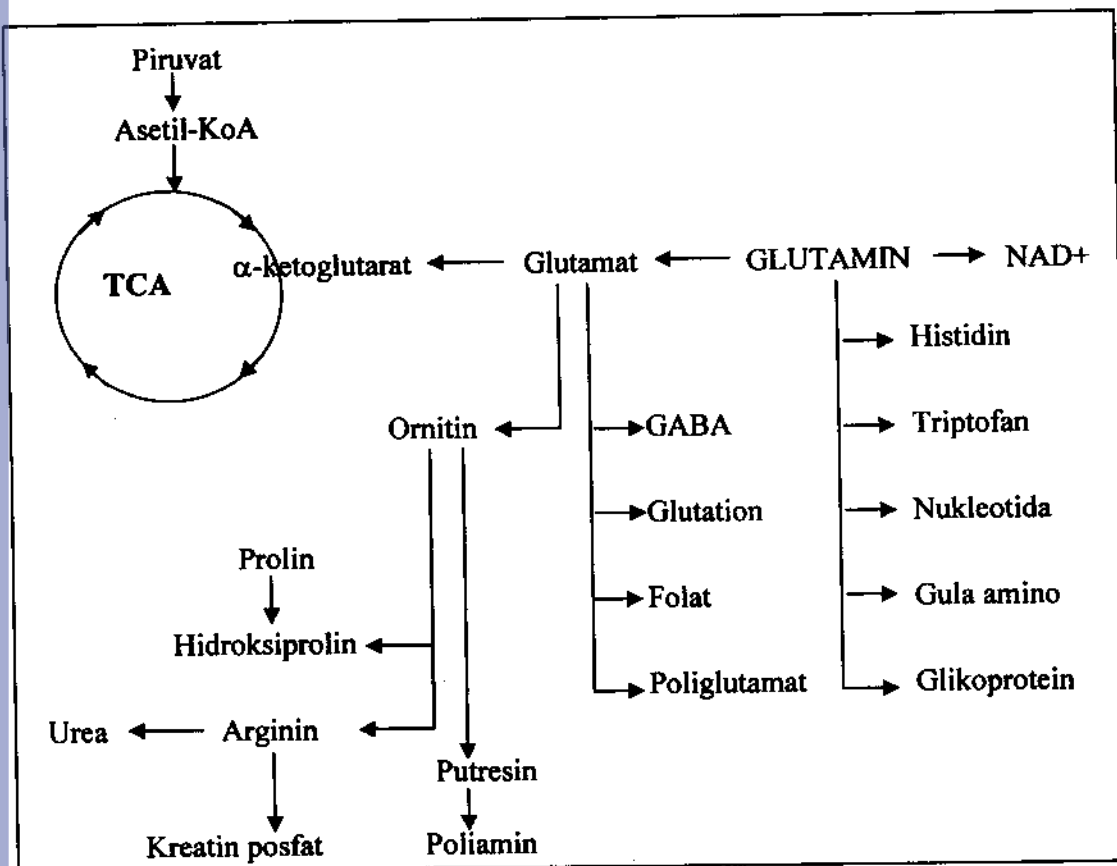 Piruvat
Asetil-KoA
TCA
α-ketoglutarat
Glutamat
GLUTAMIN
NAD+
Histidin
Ornitin
GABA
Triptofan
Glutation
Nukleotida
Prolin
Folat
Gula amino
Hidroksiprolin
Poliglutamat
Glikoprotein
Urea
Arginin
Putresin
Kreatin posfat
Poliamin